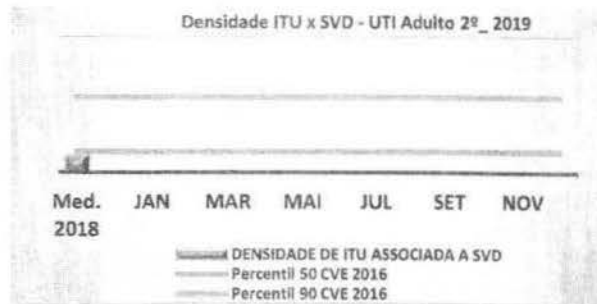 Densidade ITU x SVD - UTI Adulto 2º_ 2019
Med. 2018 JAN MAR MAI JUL SET NOV
DENSIDADE DE ITU ASSOCIADA A SVD
Percentil 50 CVE 2016
Percentil 90 CVE 2016